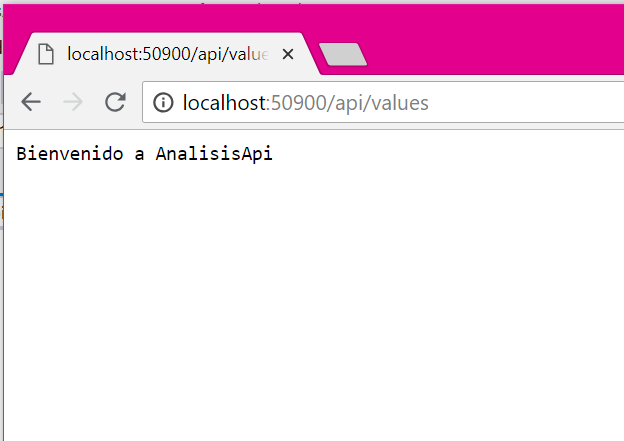 localhost:50900/api/value
localhost:50900/api/values
Bienvenido a AnalisisApi